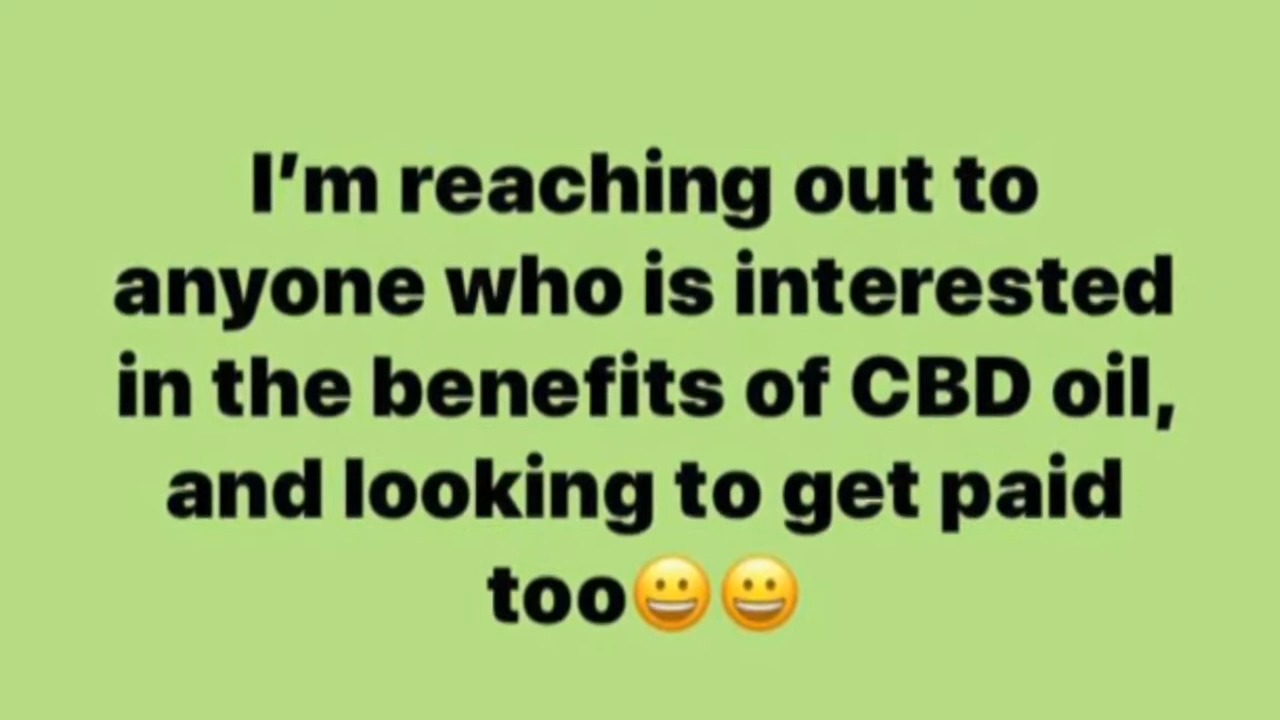 I’m reaching out to
anyone who is interested
in the benefits of CBD oil,
and looking to get paid
too😀😀